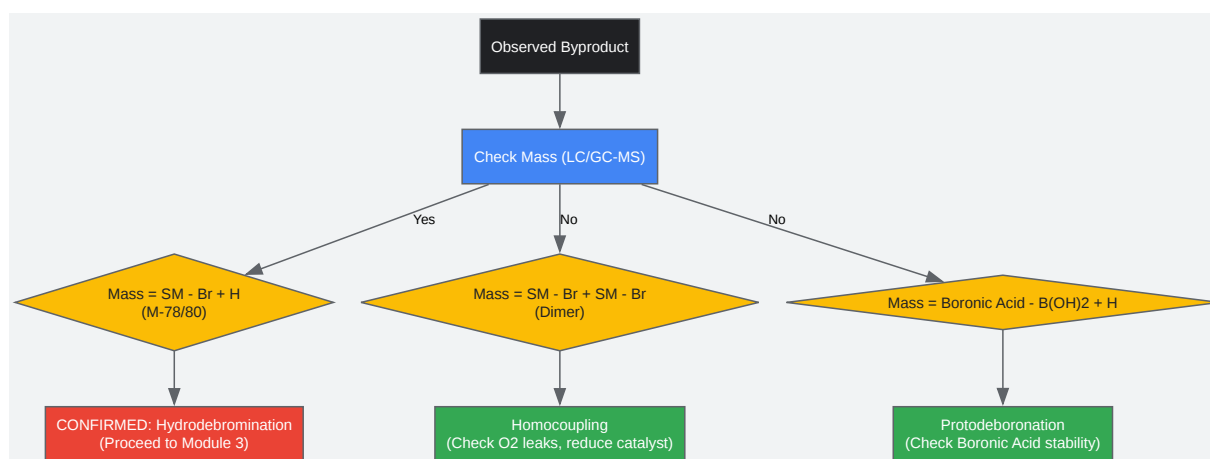 Observed Byproduct
Check Mass (LC/GC-MS)
Yes
No
No
Mass = SM - Br + H
(M-78/80)
Mass = SM - Br + SM - Br
(Dimer)
Mass = Boronic Acid - B(OH)2 + H
CONFIRMED: Hydrodebromination
(Proceed to Module 3)
Homocoupling
(Check O2 leaks, reduce catalyst)
Protodeboronation
(Check Boronic Acid stability)